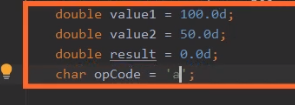 double value1 = 100.0d;
double value2 = 50.0d;
double result = 0.0d;
char opCode = 'a';